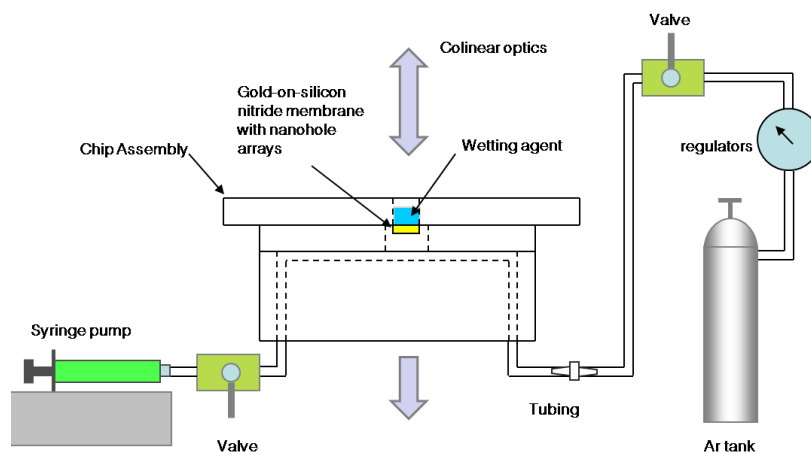 Valve
Colinear optics
Gold-on-silicon
nitride membrane
with nanohole
arrays
Chip Assembly
Wetting agent
regulators
Syringe pump
Tubing
Valve
Ar tank